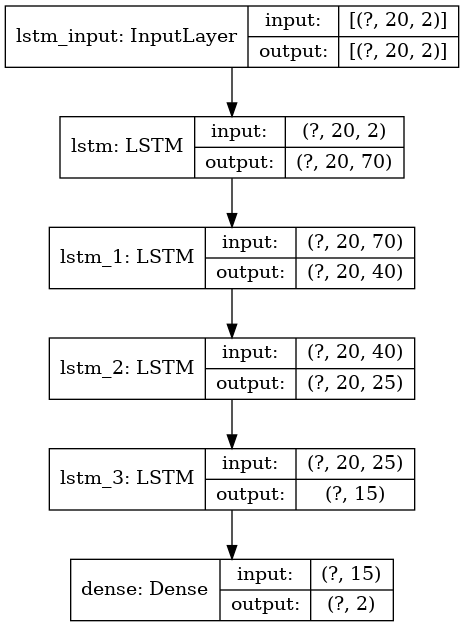 lstm_input: InputLayer
input: [(?, 20, 2)]
output: [(?, 20, 2)]
lstm: LSTM
input: (?, 20, 2)
output: (?, 20, 70)
lstm_1: LSTM
input: (?, 20, 70)
output: (?, 20, 40)
lstm_2: LSTM
input: (?, 20, 40)
output: (?, 20, 25)
lstm_3: LSTM
input: (?, 20, 25)
output: (?, 15)
dense: Dense
input: (?, 15)
output: (?, 2)